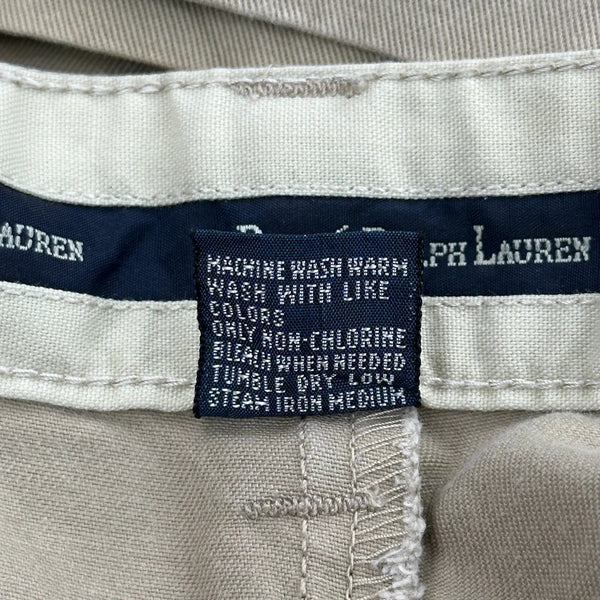 LAUREN
RALPH LAUREN
MACHINE WASH WARM
WASH WITH LIKE
COLORS
ONLY NON-CHLORINE
BLEACH WHEN NEEDED
TUMBLE DRY LOW
STEAM IRON MEDIUM